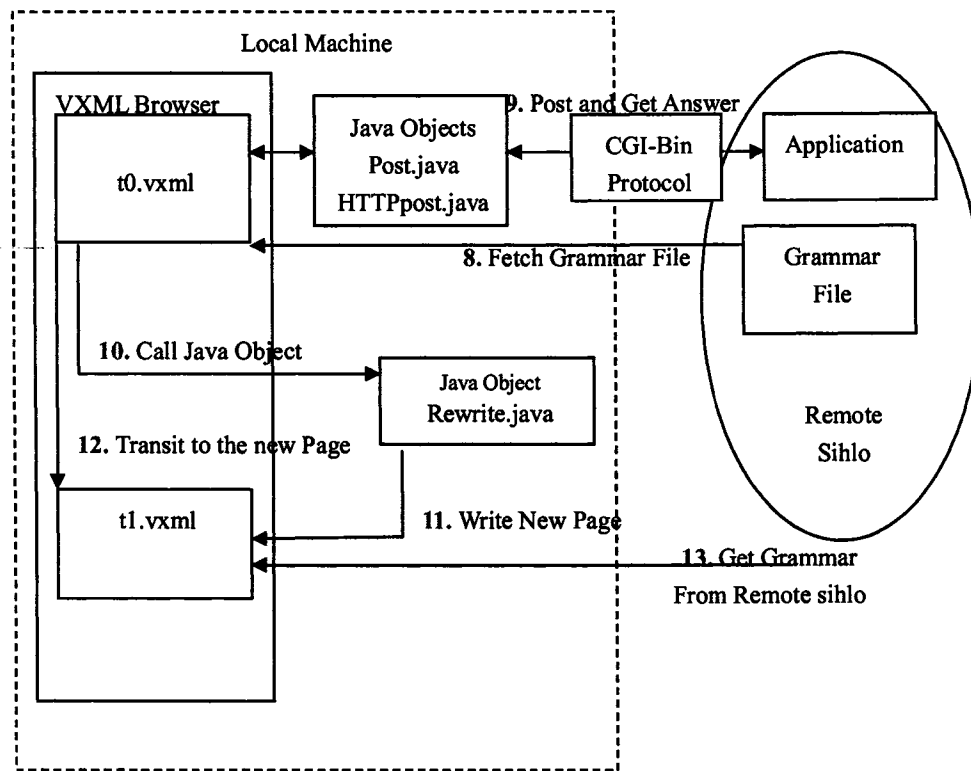 Local Machine
VXML Browser
t0.vxml
Java Objects
Post.java
HTTPpost.java
9. Post and Get Answer
CGI-Bin
Protocol
Application
8. Fetch Grammar File
Grammar
File
10. Call Java Object
Java Object
Rewrite.java
Remote
Sihlo
12. Transit to the new Page
t1.vxml
11. Write New Page
13. Get Grammar
From Remote sihlo